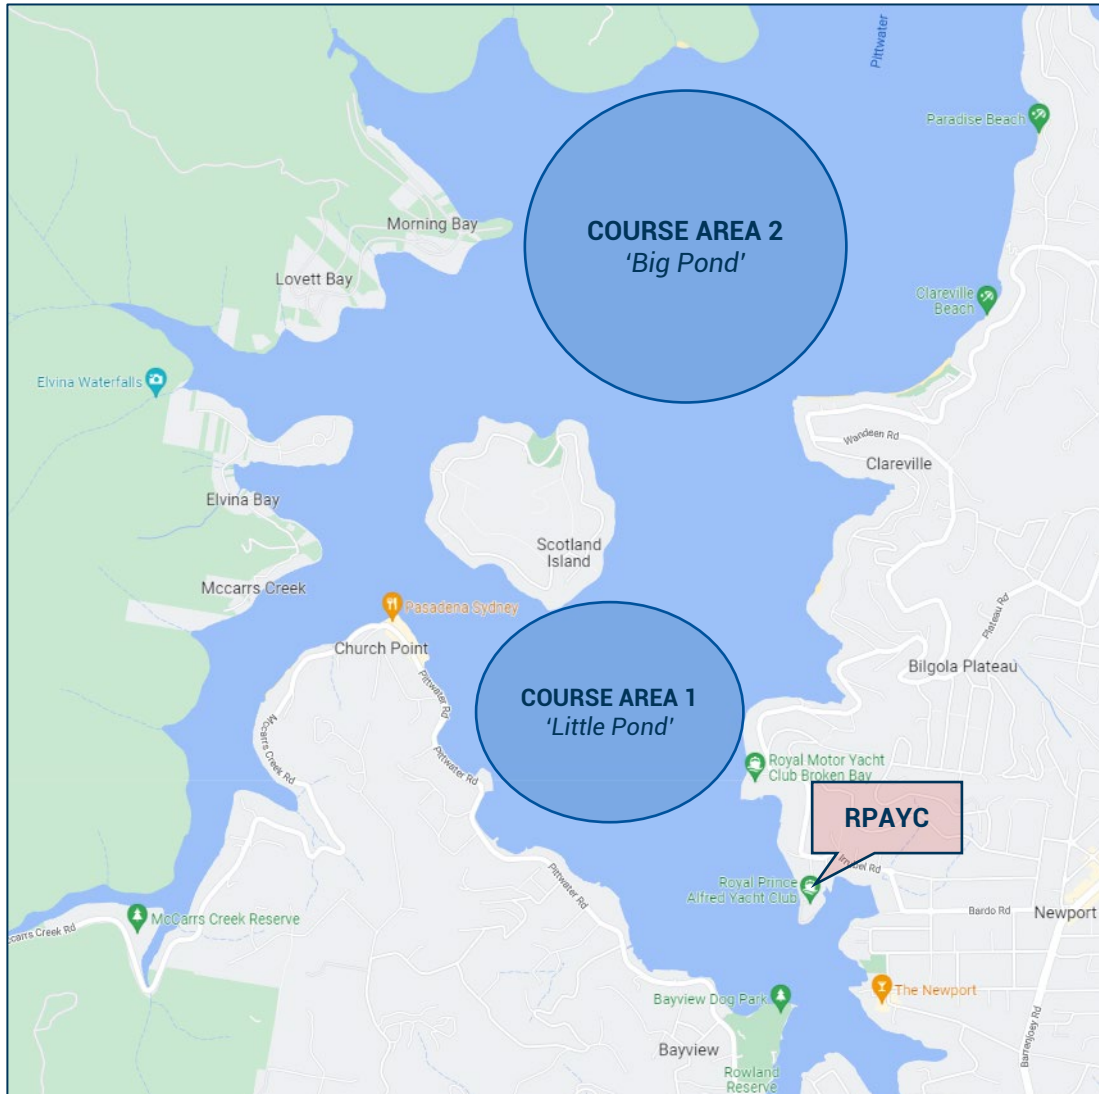 Pittwater
Paradise Beach
COURSE AREA 2
'Big Pond'
Morning Bay
Lovett Bay
Clareville
Beach
Elvina Waterfalls
Wandeen Rd
Clareville
Elvina Bay
Scotland
Island
Mccarrs Creek
Pasadena Sydney
Plateau Rd
Church Point
Bilgola Plateau
Pittwater Rd
COURSE AREA 1
'Little Pond'
Mccarrs Creek Rd
Pittwater Rd
Royal Motor Yacht
Club Broken Bay
RPAYC
Pittwater Rd
Royal Prince
Alfred Yacht Club
Bardo Rd
Newport
McCarrs Creek Reserve
The Newport
Bayview Dog Park
Barrenjoey Rd
Bayview
Rowland
Reserve